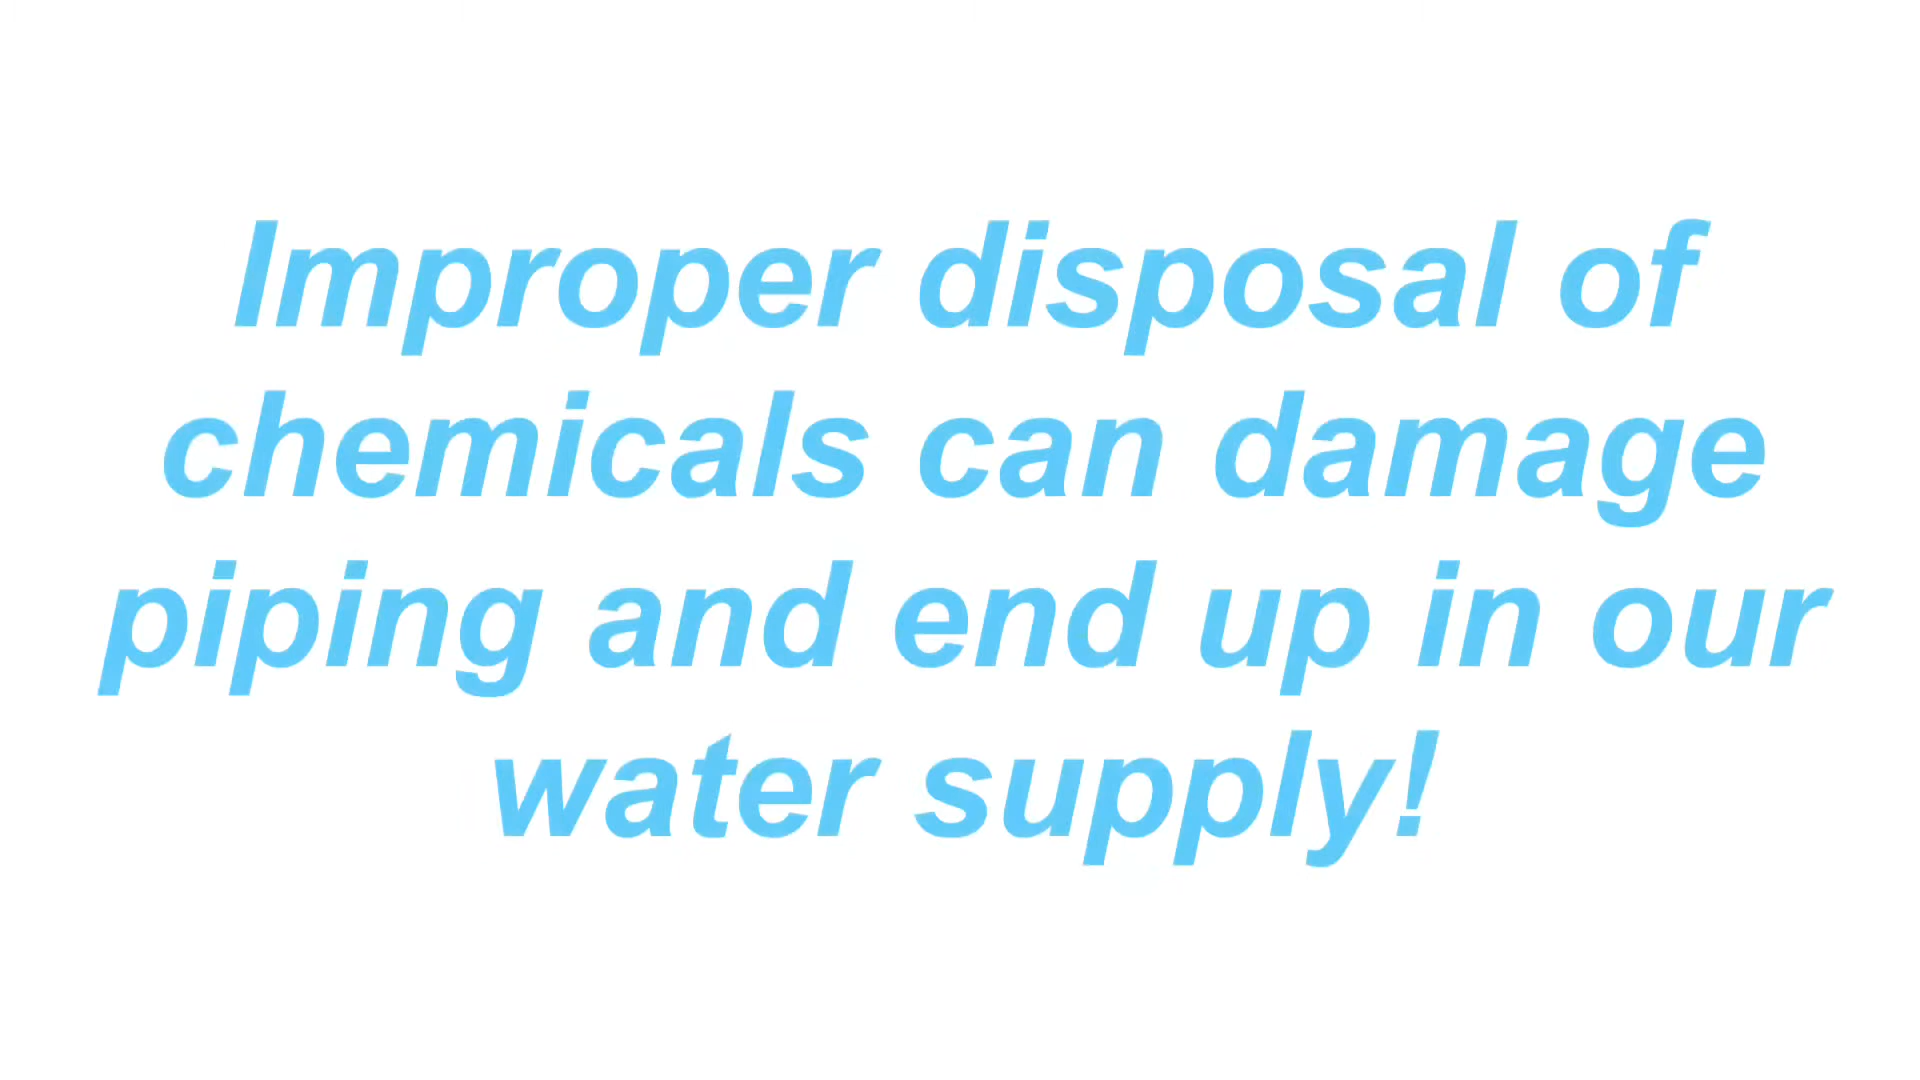 Improper disposal of
chemicals can damage
piping and end up in our
water supply!